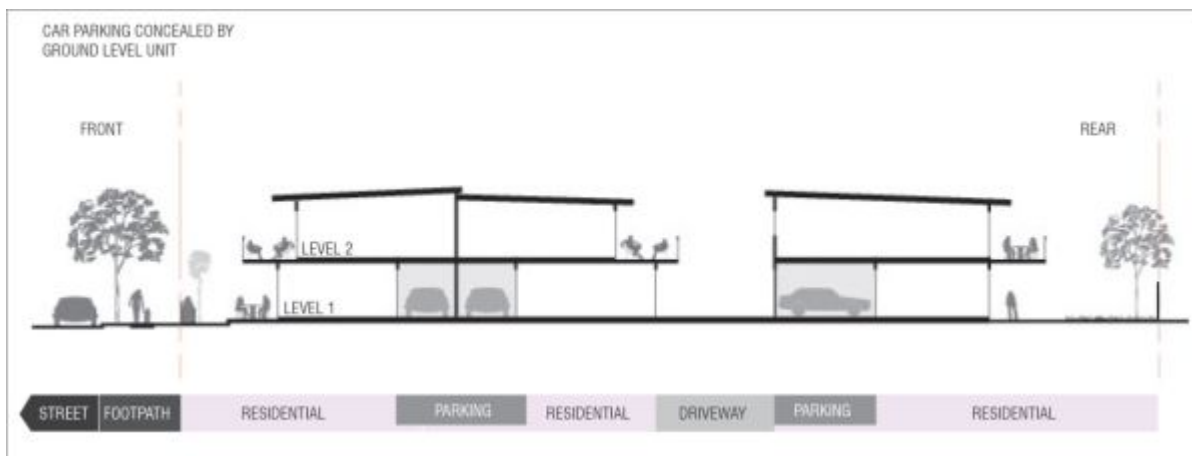 CAR PARKING CONCEALED BY
GROUND LEVEL UNIT
FRONT
REAR
LEVEL 2
LEVEL 1
STREET
FOOTPATH
RESIDENTIAL
PARKING
RESIDENTIAL
DRIVEWAY
PARKING
RESIDENTIAL